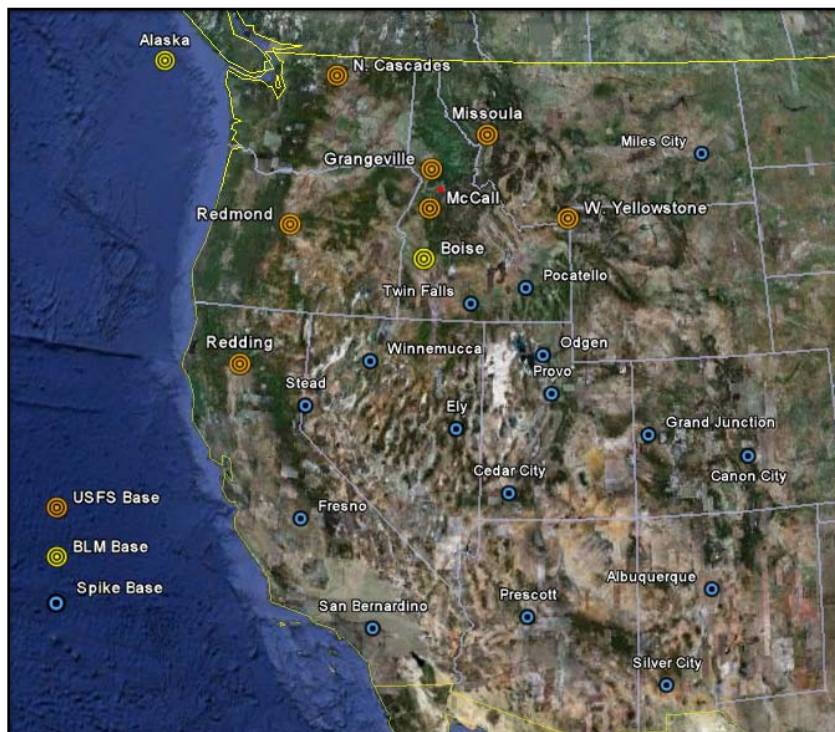 Alaska
N. Cascades
Missoula
Miles City
Grangeville
McCall
Redmond
W. Yellowstone
Boise
Pocatello
Twin Falls
Redding
Winnemucca
Odgen
Provo
Stead
Ely
Grand Junction
Cedar City
Canon City
USFS Base
Fresno
BLM Base
Spike Base
Albuquerque
Prescott
San Bernardino
Silver City